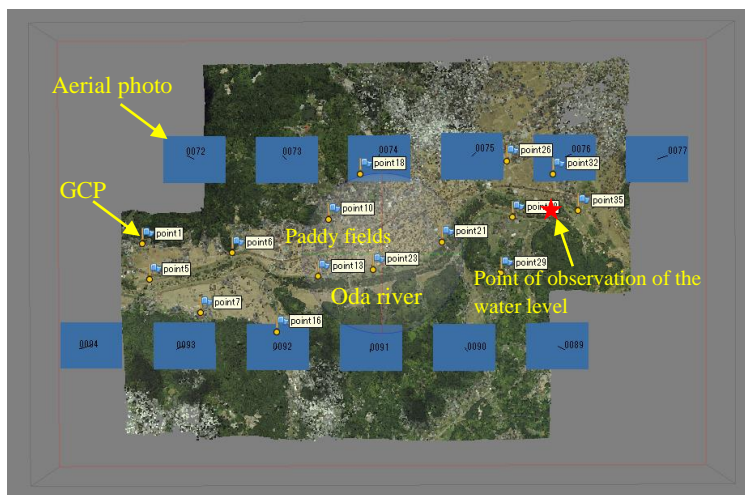 Aerial photo
0072
0073
0074
0075
0076
0077
point18
point26
point32
GCP
point1
point10
point35
point6
Paddy fields
point21
point5
point13
point23
point29
Point of observation of the
water level
Oda river
point7
point16
0094
0093
0092
0091
0090
0089